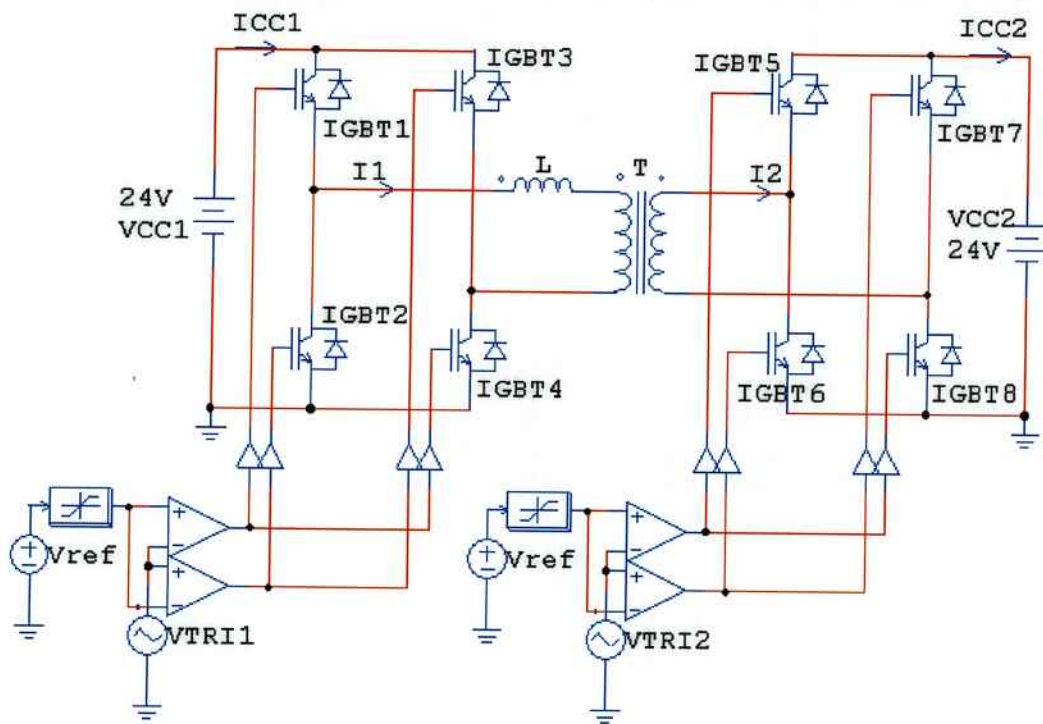 ICC1
IGBT3
IGBT5
ICC2
IGBT1
IGBT7
I1
L
T
I2
24V
VCC1
VCC2
24V
IGBT2
IGBT4
IGBT6
IGBT8
Vref
Vref
VTRI1
VTRI2